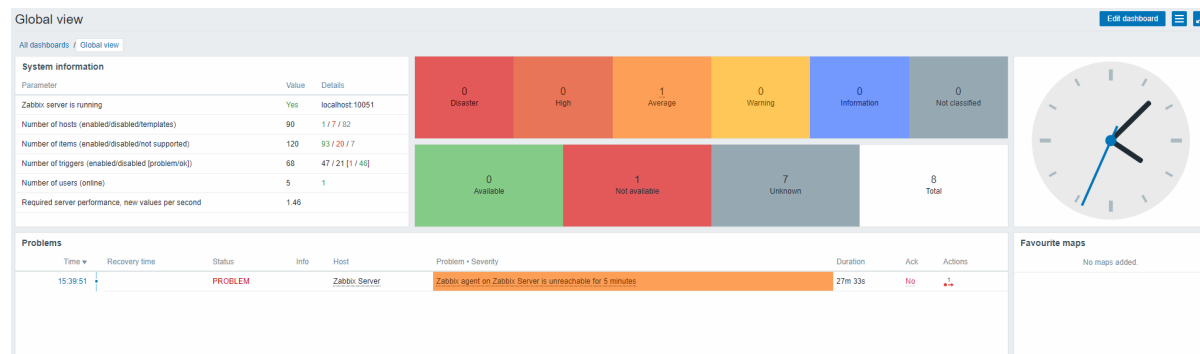 Global view
Edit dashboard
All dashboards / Global view
System information
Parameter Value Details
Zabbix server is running Yes localhost:10051
Number of hosts (enabled/disabled/templates) 90 1 / 7 / 82
Number of items (enabled/disabled/not supported) 120 93 / 20 / 7
Number of triggers (enabled/disabled [problem/ok]) 68 47 / 21 [1 / 46]
Number of users (online) 5 1
Required server performance, new values per second 1.46
0 0 1 0 0 0
Disaster High Average Warning Information Not classified
0 1 7 8
Available Not available Unknown Total
Problems
Time Recovery time Status Info Host Problem • Severity Duration Ack Actions
15:39:51 PROBLEM Zabbix Server Zabbix agent on Zabbix Server is unreachable for 5 minutes 27m 33s No 1
Favourite maps
No maps added.